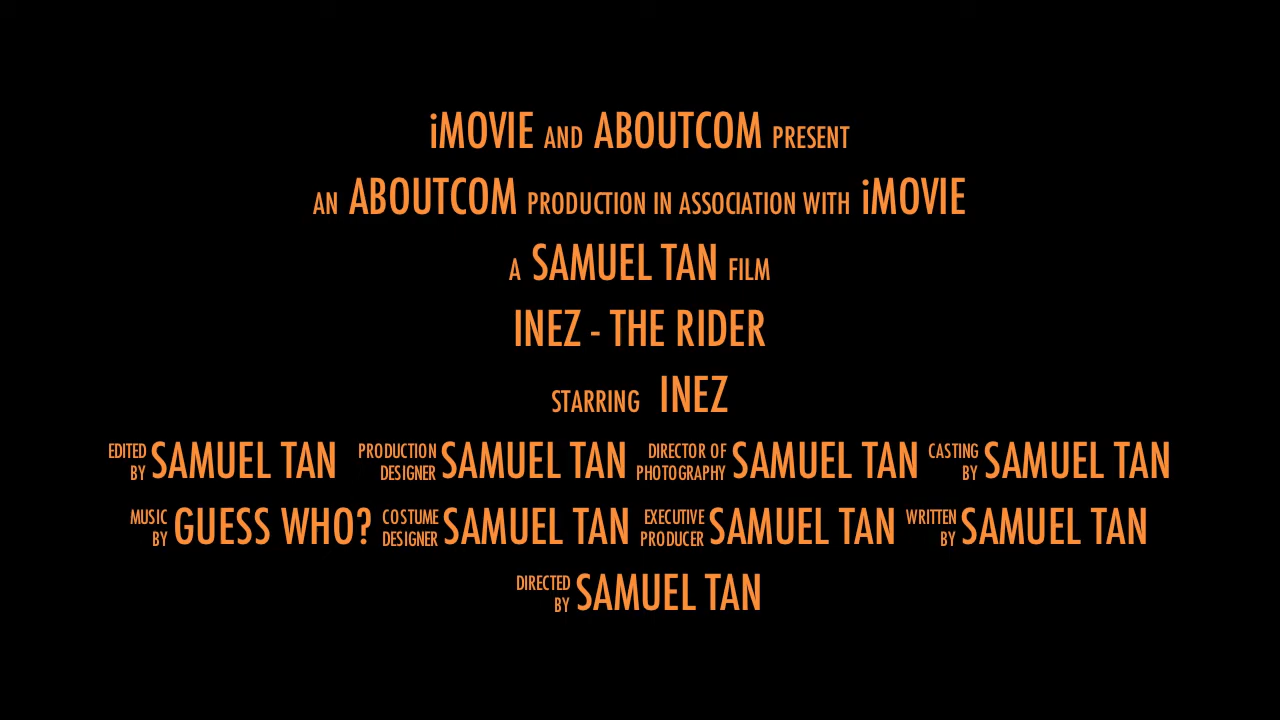 iMOVIE AND ABOUTCOM PRESENT
AN ABOUTCOM PRODUCTION IN ASSOCIATION WITH iMOVIE
A SAMUEL TAN FILM
INEZ - THE RIDER
STARRING INEZ
EDITED BY SAMUEL TAN PRODUCTION DESIGNER SAMUEL TAN DIRECTOR OF PHOTOGRAPHY SAMUEL TAN CASTING BY SAMUEL TAN
MUSIC BY GUESS WHO? COSTUME DESIGNER SAMUEL TAN EXECUTIVE PRODUCER SAMUEL TAN WRITTEN BY SAMUEL TAN
DIRECTED BY SAMUEL TAN